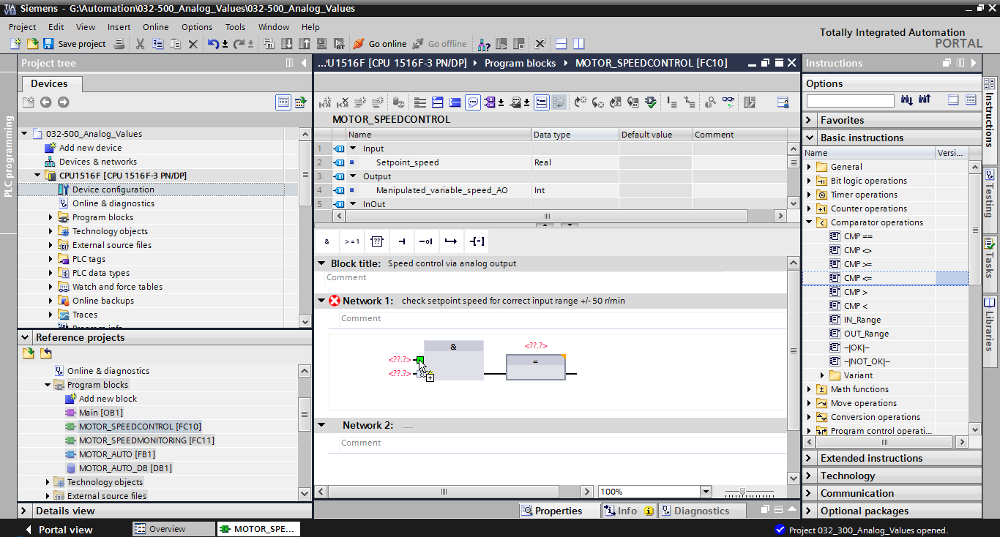 TIA V13 Siemens - G:\Automation\032-500_Analog_Values\032-500_Analog_Values
Project Edit View Insert Online Options Tools Window Help
Totally Integrated Automation
PORTAL
Save project Go online Go offline
Project tree
Devices
PLC programming
032-500_Analog_Values
Add new device
Devices & networks
CPU1516F [CPU 1516F-3 PN/DP]
Device configuration
Online & diagnostics
Program blocks
Technology objects
External source files
PLC tags
PLC data types
Watch and force tables
Online backups
Traces
Program info
Reference projects
Online & diagnostics
Program blocks
Add new block
Main [OB1]
MOTOR_SPEEDCONTROL [FC10]
MOTOR_SPEEDMONITORING [FC11]
MOTOR_AUTO [FB1]
MOTOR_AUTO_DB [DB1]
Technology objects
External source files
Details view
...'U1516F [CPU 1516F-3 PN/DP] Program blocks MOTOR_SPEEDCONTROL [FC10]
MOTOR_SPEEDCONTROL
Name Data type Default value Comment
1 Input
2 Setpoint_speed Real
3 Output
4 Manipulated_variable_speed_AO Int
5 InOut
& >=1 ??
Block title: Speed control via analog output
Comment
Network 1: check setpoint speed for correct input range +/- 50 r/min
Comment
& <??.?>
<??.?> =
<??.?>
Network 2: .....
Comment
100%
Properties Info Diagnostics
Instructions
Options
Favorites
Basic instructions
Name Versi...
General
Bit logic operations
Timer operations
Counter operations
Comparator operations
CMP ==
CMP <>
CMP >=
CMP <=
CMP >
CMP <
IN_Range
OUT_Range
-|OK|-
-|NOT_OK|-
Variant
Math functions
Move operations
Conversion operations
Program control operati...
Extended instructions
Technology
Communication
Optional packages
Instructions
Testing
Tasks
Libraries
Portal view Overview MOTOR_SPE... Project 032_300_Analog_Values opened.